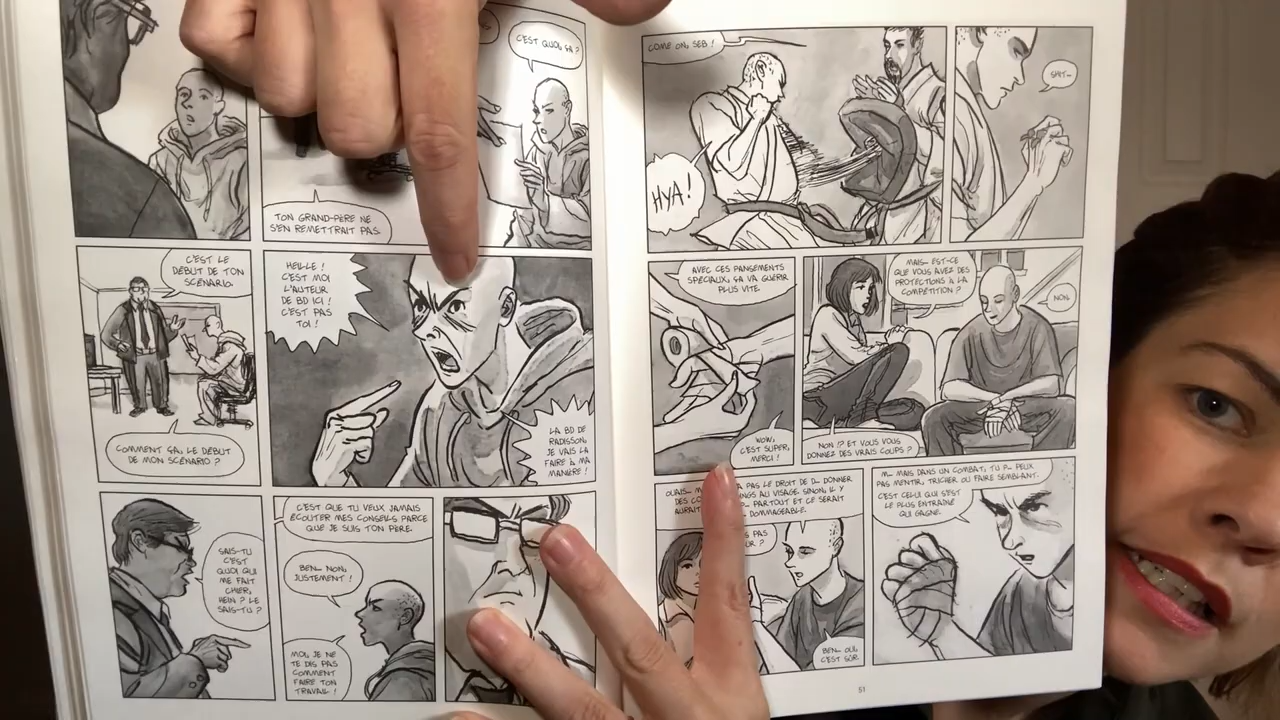 C'EST QUOI, ÇA ?
TON GRAND-PÈRE NE
S'EN REMETTRAIT PAS.
C'EST LE
DÉBUT DE TON
SCÉNARIO.
COMMENT ÇA, LE DÉBUT
DE MON SCÉNARIO ?
HEILLE !
C'EST MOI
L'AUTEUR
DE BD ICI !
C'EST PAS
TOI !
LA BD DE
RADISSON,
JE VAIS LA
FAIRE À MA
MANIÈRE !
SAIS-TU
C'EST
QUOI QUI
ME FAIT
CHIER,
HEIN ? LE
SAIS-TU ?
C'EST QUE TU VEUX JAMAIS
ÉCOUTER MES CONSEILS PARCE
QUE JE SUIS TON PÈRE.
BEN... NON,
JUSTEMENT !
MOI, JE NE
TE DIS PAS
COMMENT
FAIRE TON
TRAVAIL !
COME ON, SEB !
HYA !
SHIT...
AVEC CES PANSEMENTS
SPÉCIAUX, ÇA VA GUÉRIR
PLUS VITE.
WOW,
C'EST SUPER,
MERCI !
MAIS... EST-CE
QUE VOUS AVEZ DES
PROTECTIONS À LA
COMPÉTITION ?
NON.
NON !? ET VOUS VOUS
DONNEZ DES VRAIS COUPS ?
OUAIS... PAS LE DROIT DE D... DONNER
DES AU VISAGE SINON, IL Y
AURAIT PARTOUT ET CE SERAIT
DOMMAGEABLE.
PAS
BEN... OUI,
C'EST SÛR.
M... MAIS DANS UN COMBAT, TU P... PEUX
PAS MENTIR, TRICHER OU FAIRE SEMBLANT.
C'EST CELUI QUI S'EST
LE PLUS ENTRAÎNÉ
QUI GAGNE.
51